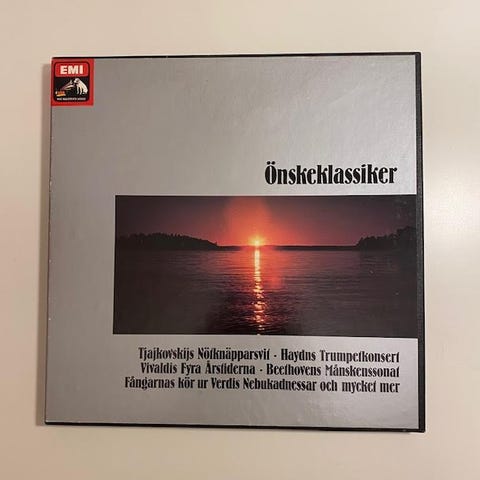 EMI
Önskeklassiker
Tjajkovskijs Nötknäpparsvit · Haydns Trumpetkonsert
Vivaldis Fyra Årstiderna · Beethovens Månskenssonat
Fångarnas kör ur Verdis Nebukadnessar och mycket mer